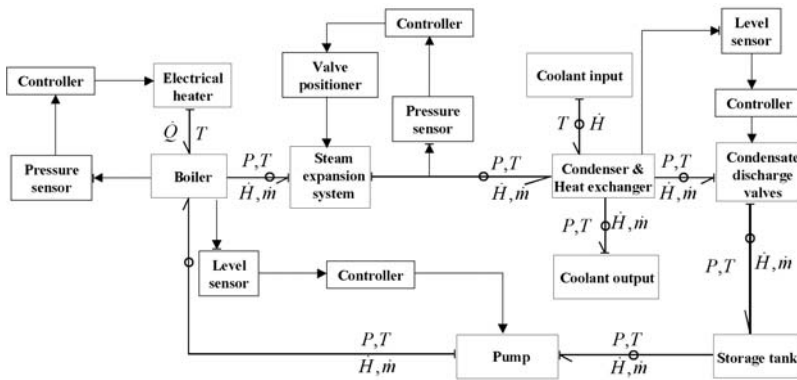 Level
sensor
Controller
Valve
positioner
Controller
Electrical
heater
Coolant input
Controller
Pressure
sensor
Q̇ T
T Ḣ
Pressure
sensor
Boiler
P,T
Ḣ,ṁ
Steam
expansion
system
P,T
Ḣ,ṁ
Condenser &
Heat exchanger
P,T
Ḣ,ṁ
Condensate
discharge
valves
P,T Ḣ,ṁ
Level
sensor
Controller
Coolant output
P,T Ḣ,ṁ
P,T
Ḣ,ṁ
Pump
P,T
Ḣ,ṁ
Storage tank